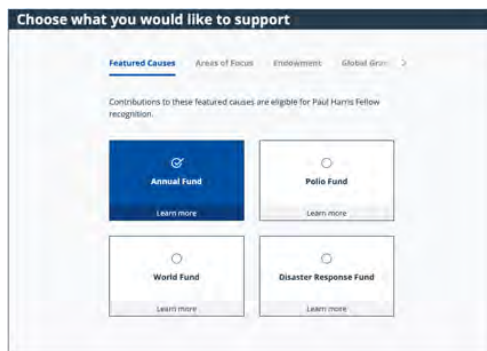 Choose what you would like to support
Featured Causes Areas of Focus Endowment Global Gran
Contributions to these featured causes are eligible for Paul Harris Fellow
recognition.
Annual Fund
Learn more
Polio Fund
Learn more
World Fund
Learn more
Disaster Response Fund
Learn more